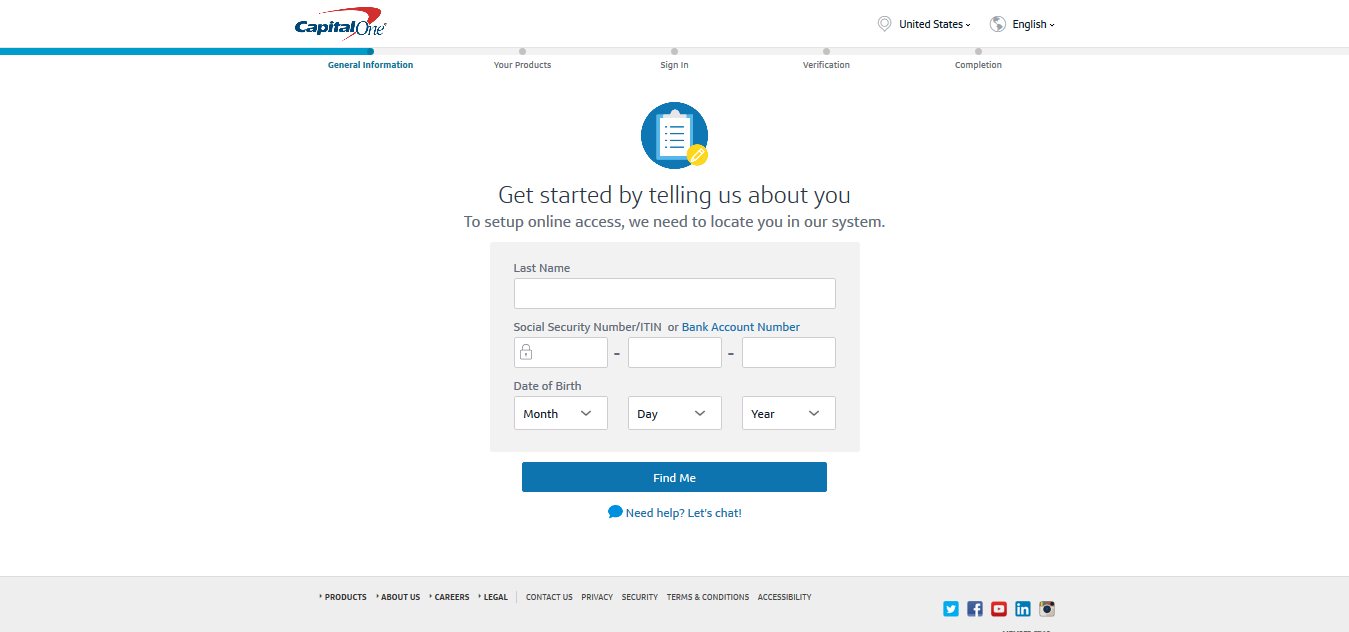 CapitalOne
United States
English
General Information
Your Products
Sign In
Verification
Completion
Get started by telling us about you
To setup online access, we need to locate you in our system.
Last Name
Social Security Number/ITIN or Bank Account Number
- -
Date of Birth
Month Day Year
Find Me
Need help? Let's chat!
PRODUCTS ABOUT US CAREERS LEGAL CONTACT US PRIVACY SECURITY TERMS & CONDITIONS ACCESSIBILITY